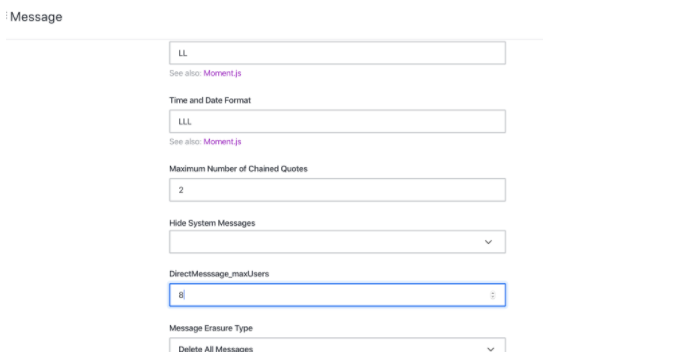 Message
LL
See also: Moment.js
Time and Date Format
LLL
See also: Moment.js
Maximum Number of Chained Quotes
2
Hide System Messages
DirectMesssage_maxUsers
8
Message Erasure Type
Delete All Messages